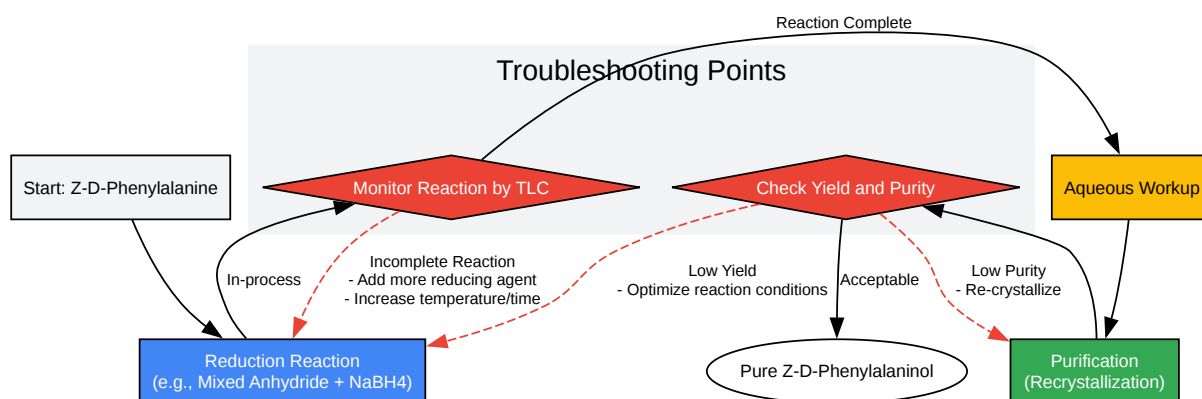 Reaction Complete
Troubleshooting Points
Start: Z-D-Phenylalanine
Monitor Reaction by TLC
Check Yield and Purity
Aqueous Workup
In-process
Incomplete Reaction
- Add more reducing agent
- Increase temperature/time
Low Yield
- Optimize reaction conditions
Acceptable
Low Purity
- Re-crystallize
Reduction Reaction
(e.g., Mixed Anhydride + NaBH4)
Pure Z-D-Phenylalaninol
Purification
(Recrystallization)